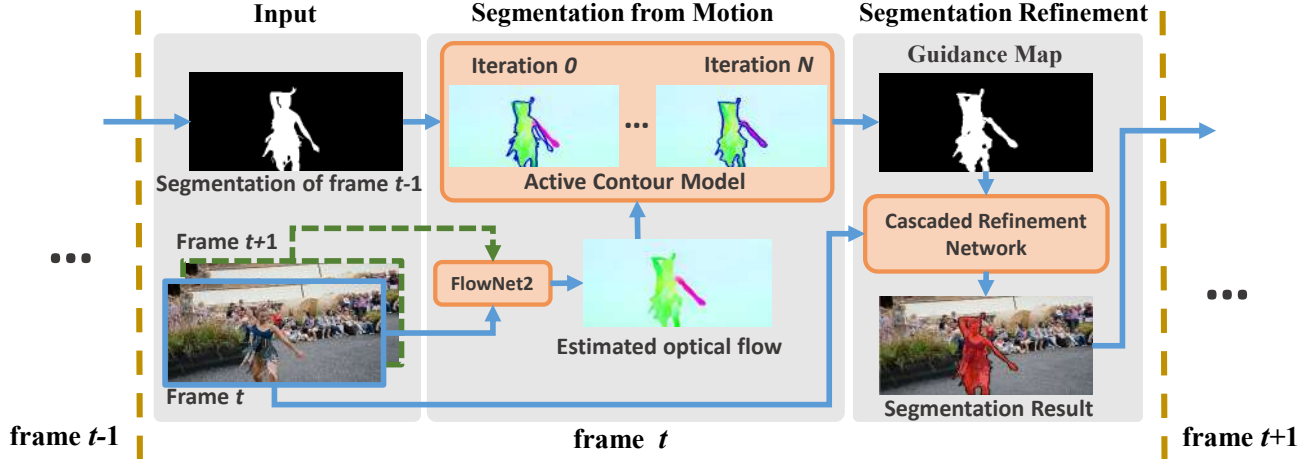 Input
Segmentation from Motion
Segmentation Refinement
Segmentation of frame t-1
Iteration 0
Iteration N
...
Active Contour Model
Guidance Map
Cascaded Refinement
Network
Frame t+1
Frame t
FlowNet2
Estimated optical flow
Segmentation Result
...
...
frame t-1
frame t
frame t+1